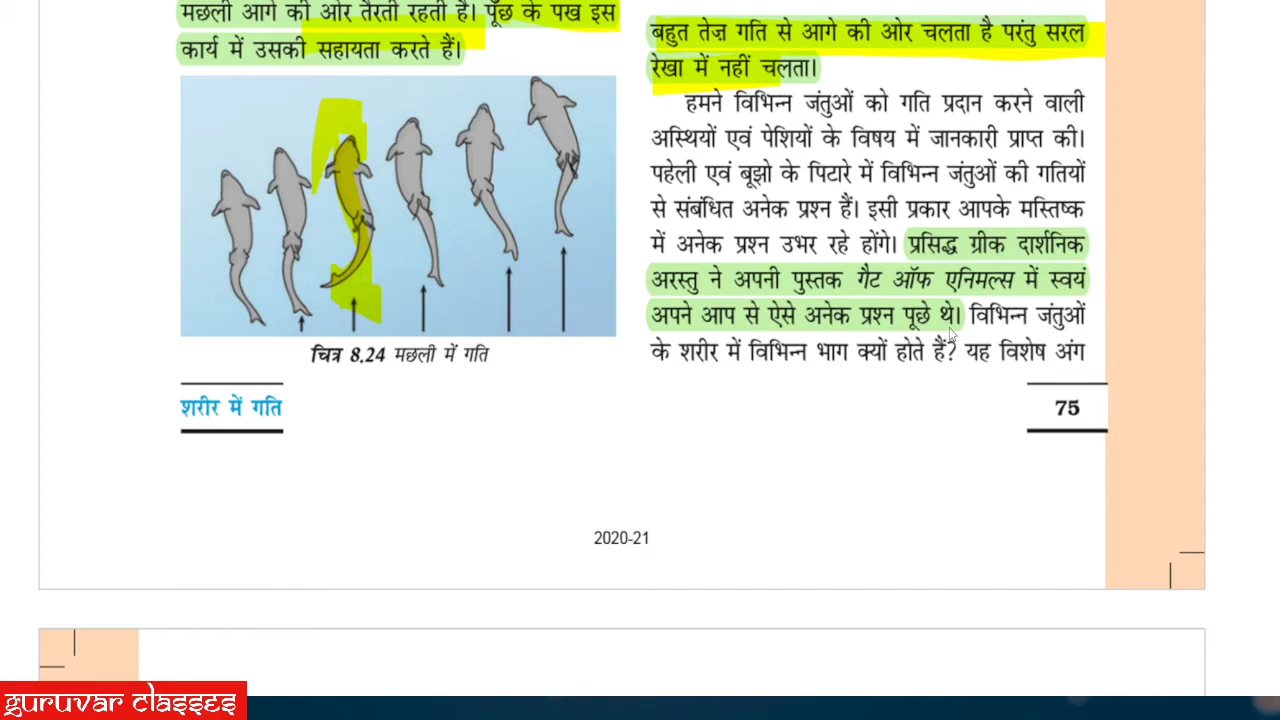 मछली आगे की ओर तैरती रहती है। पूँछ के पख इस
कार्य में उसकी सहायता करते हैं।
चित्र 8.24 मछली में गति
बहुत तेज़ गति से आगे की ओर चलता है परंतु सरल
रेखा में नहीं चलता।
हमने विभिन्न जंतुओं को गति प्रदान करने वाली
अस्थियों एवं पेशियों के विषय में जानकारी प्राप्त की।
पहेली एवं बूझो के पिटारे में विभिन्न जंतुओं की गतियों
से संबंधित अनेक प्रश्न हैं। इसी प्रकार आपके मस्तिष्क
में अनेक प्रश्न उभर रहे होंगे। प्रसिद्ध ग्रीक दार्शनिक
अरस्तु ने अपनी पुस्तक गैट ऑफ एनिमल्स में स्वयं
अपने आप से ऐसे अनेक प्रश्न पूछे थे। विभिन्न जंतुओं
के शरीर में विभिन्न भाग क्यों होते हैं? यह विशेष अंग
शरीर में गति
75
2020-21
guruvar classes